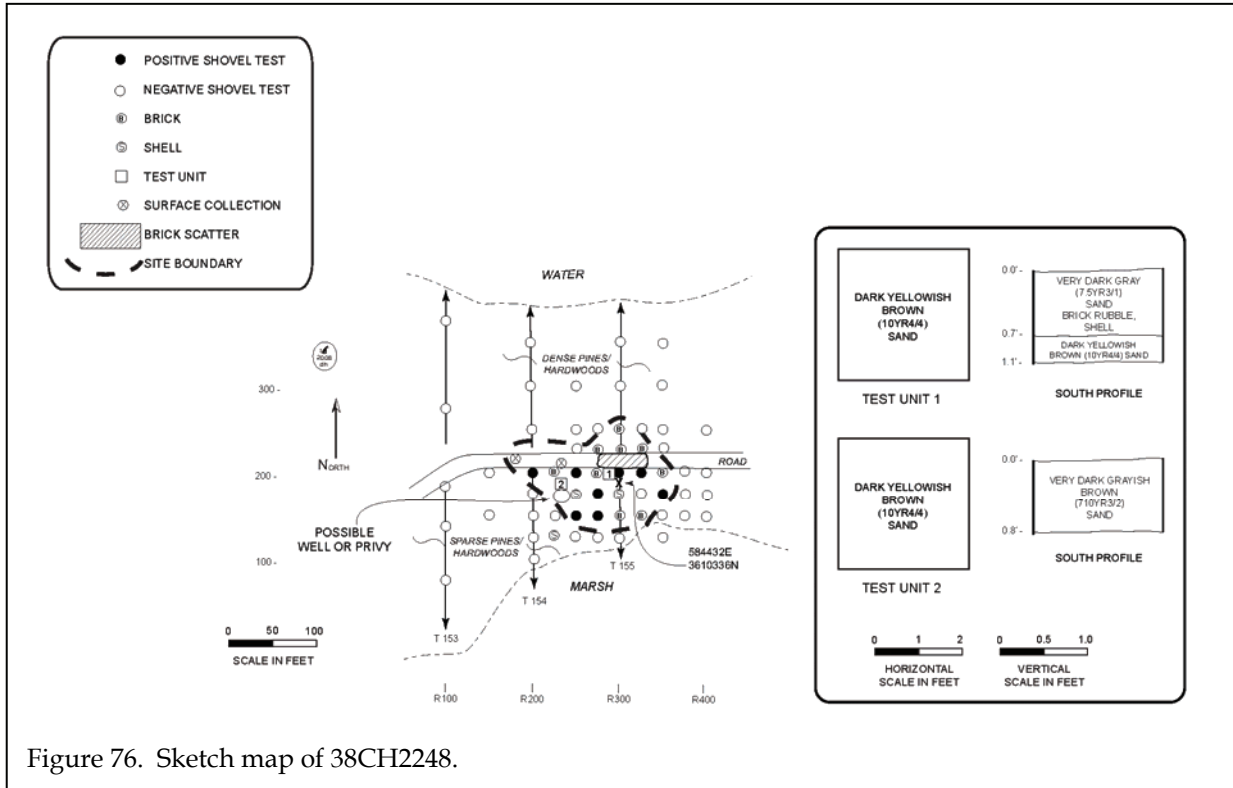 POSITIVE SHOVEL TEST
NEGATIVE SHOVEL TEST
B BRICK
S SHELL
TEST UNIT
SURFACE COLLECTION
BRICK SCATTER
SITE BOUNDARY
WATER
DENSE PINES/
HARDWOODS
300 -
NORTH
200 -
ROAD
1
2
POSSIBLE
WELL OR PRIVY
SPARSE PINES/
HARDWOODS
584432E
3610336N
100 -
MARSH
T 155
T 154
T 153
0 50 100
SCALE IN FEET
R100 R200 R300 R400
DARK YELLOWISH
BROWN
(10YR4/4)
SAND
TEST UNIT 1
0.0'-
VERY DARK GRAY
(7.5YR3/1)
SAND
BRICK RUBBLE,
SHELL
0.7'-
DARK YELLOWISH
BROWN (10YR4/4) SAND
1.1'-
SOUTH PROFILE
DARK YELLOWISH
BROWN
(10YR4/4)
SAND
TEST UNIT 2
0.0'-
VERY DARK GRAYISH
BROWN
(710YR3/2)
SAND
0.8'-
SOUTH PROFILE
0 1 2
HORIZONTAL
SCALE IN FEET
0 0.5 1.0
VERTICAL
SCALE IN FEET
Figure 76. Sketch map of 38CH2248.